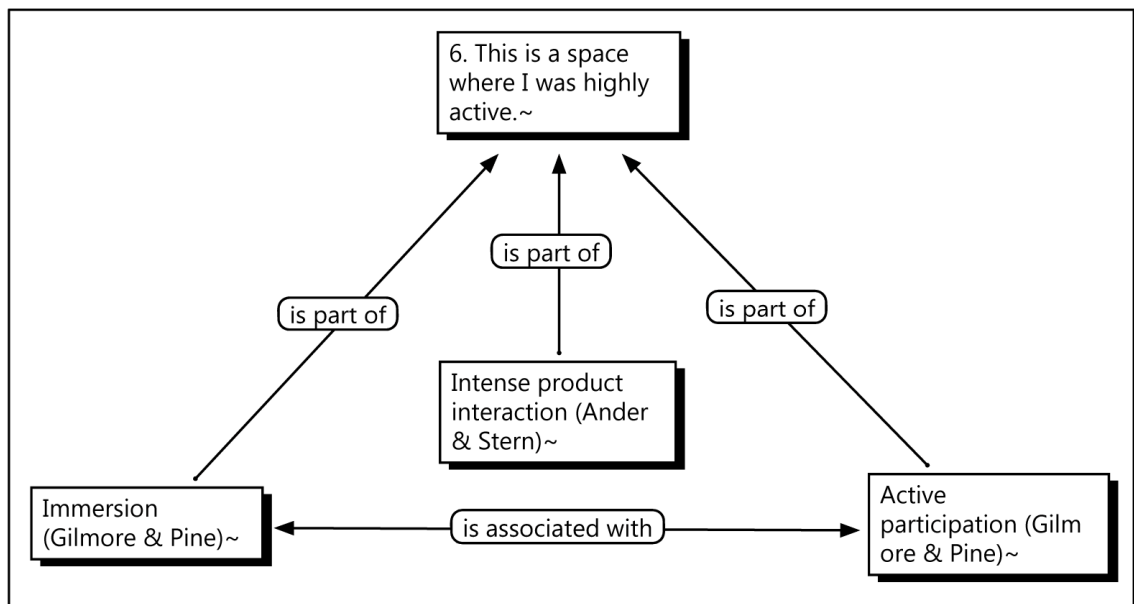 6. This is a space
where I was highly
active.~
is part of
is part of
is part of
Intense product
interaction (Ander
& Stern)~
Immersion
(Gilmore & Pine)~
is associated with
Active
participation (Gilm
ore & Pine)~